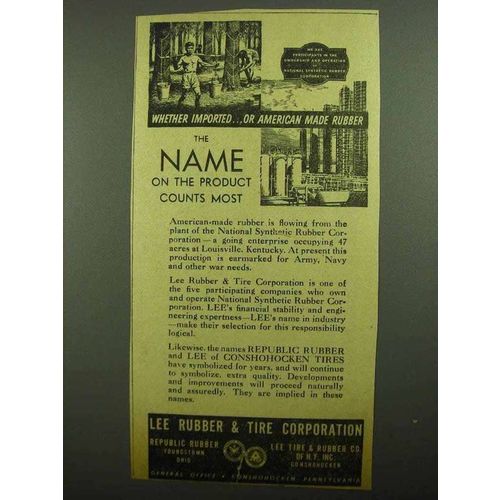 WE ARE
PARTICIPANTS IN THE
OWNERSHIP AND OPERATION
OF
NATIONAL SYNTHETIC RUBBER
CORPORATION
WHETHER IMPORTED...OR AMERICAN MADE RUBBER
THE
NAME
ON THE PRODUCT
COUNTS MOST
American-made rubber is flowing from the
plant of the National Synthetic Rubber Cor-
poration—a going enterprise occupying 47
acres at Louisville, Kentucky. At present this
production is earmarked for Army, Navy
and other war needs.
Lee Rubber & Tire Corporation is one of
the five participating companies who own
and operate National Synthetic Rubber Cor-
poration. LEE's financial stability and engi-
neering expertness—LEE's name in industry
—make their selection for this responsibility
logical.
Likewise, the names REPUBLIC RUBBER
and LEE of CONSHOHOCKEN TIRES
have symbolized for years, and will continue
to symbolize, extra quality. Developments
and improvements will proceed naturally
and assuredly. They are implied in these
names.
LEE RUBBER & TIRE CORPORATION
REPUBLIC RUBBER
YOUNGSTOWN
OHIO
LEE TIRE & RUBBER CO.
OF N.Y. INC.
CONSHOHOCKEN
GENERAL OFFICE • CONSHOHOCKEN PENNSYLVANIA